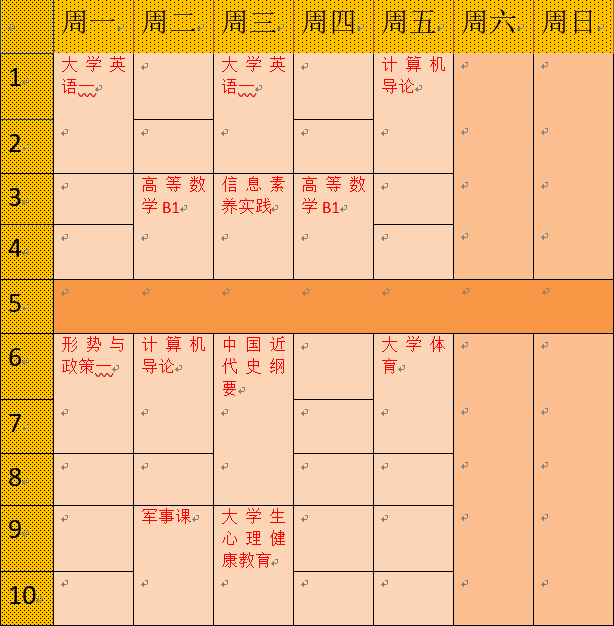 周一 周二 周三 周四 周五 周六 周日
1 大学英 大学英 计算机
语一 语一 导论
2
3 高等数 信息素 高等数
学B1 养实践 学B1
4
5
6 形势与 计算机 中国近 大学体
政策一 导论 代史纲 育
要
7
8
9 军事课 大学生
心理健
康教育
10